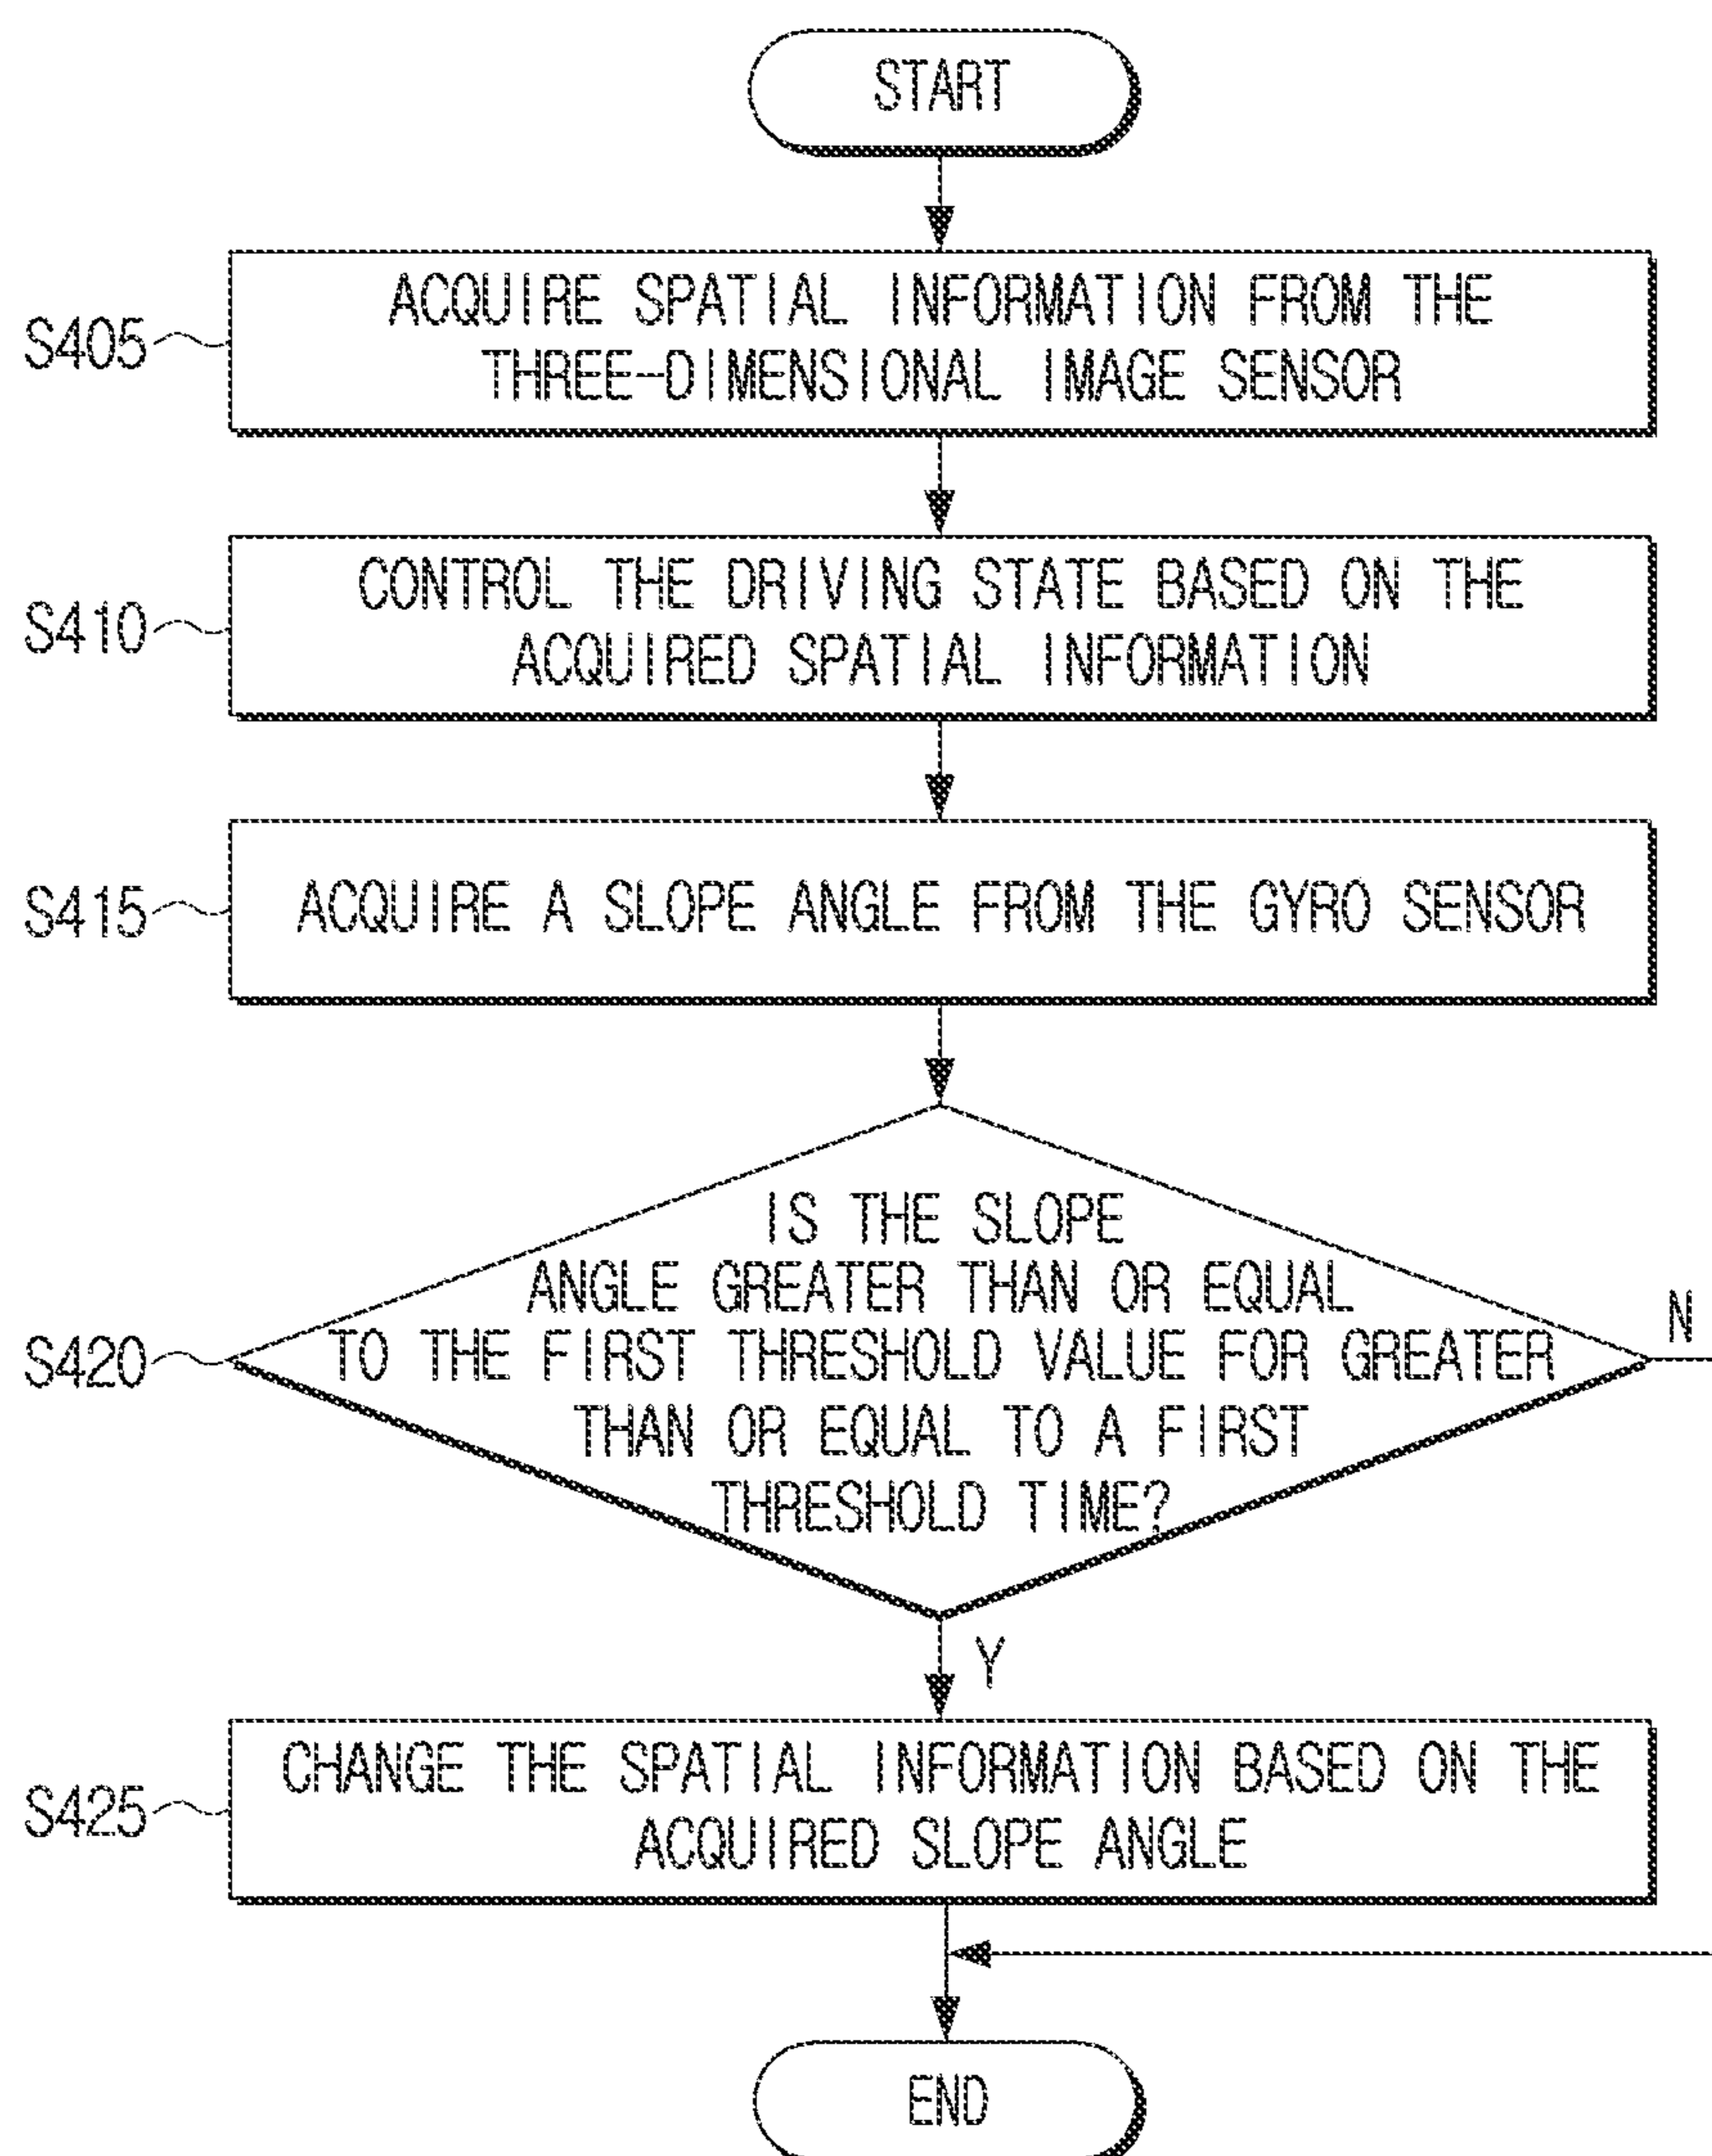 START
S405
ACQUIRE SPATIAL INFORMATION FROM THE
THREE-DIMENSIONAL IMAGE SENSOR
S410
CONTROL THE DRIVING STATE BASED ON THE
ACQUIRED SPATIAL INFORMATION
S415
ACQUIRE A SLOPE ANGLE FROM THE GYRO SENSOR
S420
IS THE SLOPE
ANGLE GREATER THAN OR EQUAL
TO THE FIRST THRESHOLD VALUE FOR GREATER
THAN OR EQUAL TO A FIRST
THRESHOLD TIME?
N
Y
S425
CHANGE THE SPATIAL INFORMATION BASED ON THE
ACQUIRED SLOPE ANGLE
END